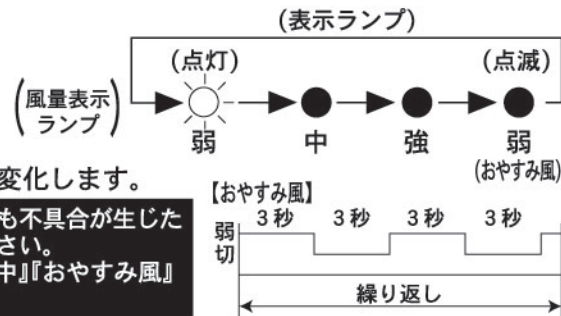 (表示ランプ)
(点灯)
(点滅)
(風量表示
ランプ)
弱
中
強
弱
(おやすみ風)
変化します。
も不具合が生じた
さい。
中』『おやすみ風』
【おやすみ風】
3秒
3秒
3秒
3秒
弱
切
繰り返し